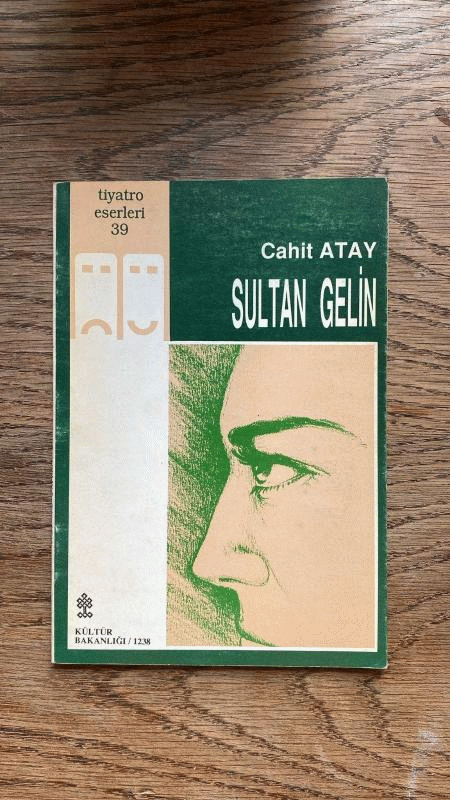 tiyatro
eserleri
39
Cahit ATAY
SULTAN GELİN
KÜLTÜR
BAKANLIĞI / 1238